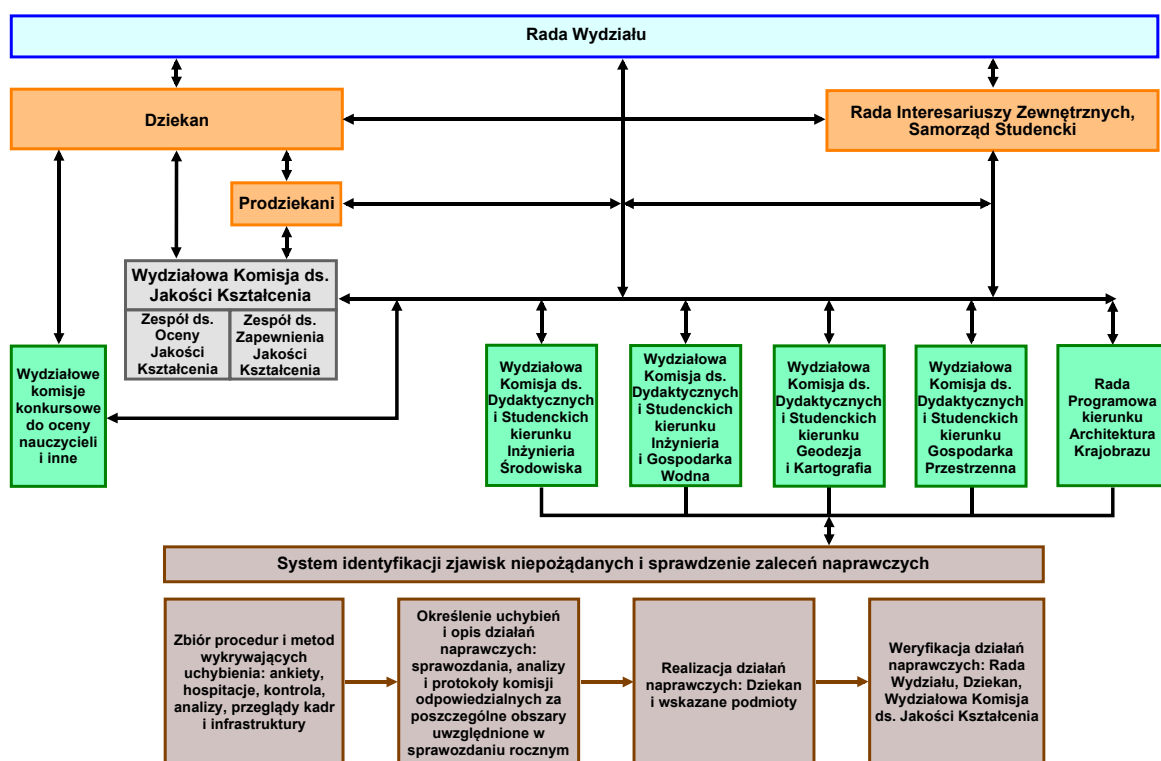 Rada Wydziału
Dziekan
Rada Interesariuszy Zewnętrznych,
Samorząd Studencki
Prodziekani
Wydziałowa Komisja ds.
Jakości Kształcenia
Zespół ds.
Oceny
Jakości
Kształcenia
Zespół ds.
Zapewnienia
Jakości
Kształcenia
Wydziałowe
komisje
konkursowe
do oceny
nauczycieli
i inne
Wydziałowa
Komisja ds.
Dydaktycznych
i Studenckich
kierunku
Inżynieria
Środowiska
Wydziałowa
Komisja ds.
Dydaktycznych
i Studenckich
kierunku
Inżynieria
i Gospodarka
Wodna
Wydziałowa
Komisja ds.
Dydaktycznych
i Studenckich
kierunku
Geodezja
i Kartografia
Wydziałowa
Komisja ds.
Dydaktycznych
i Studenckich
kierunku
Gospodarka
Przestrzenna
Rada
Programowa
kierunku
Architektura
Krajobrazu
System identyfikacji zjawisk niepożądanych i sprawdzenie zaleceń naprawczych
Zbiór procedur i metod
wykrywających
uchybienia: ankiety,
hospitacje, kontrola,
analizy, przeglądy kadr
i infrastruktury
Określenie uchybień
i opis działań
naprawczych:
sprawozdania, analizy
i protokoły komisji
odpowiedzialnych za
poszczególne obszary
uwzględnione w
sprawozdaniu rocznym
Realizacja działań
naprawczych: Dziekan
i wskazane podmioty
Weryfikacja działań
naprawczych: Rada
Wydziału, Dziekan,
Wydziałowa Komisja
ds. Jakości Kształcenia